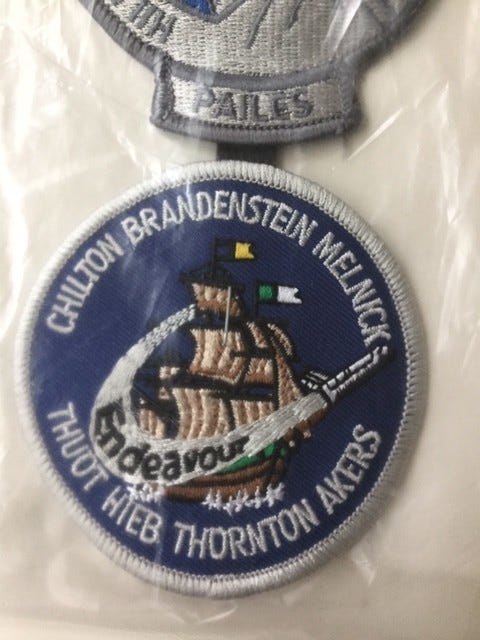 PAILES
CHILTON BRANDENSTEIN MELNICK
Endeavour
THUOT HIEB THORNTON AKERS